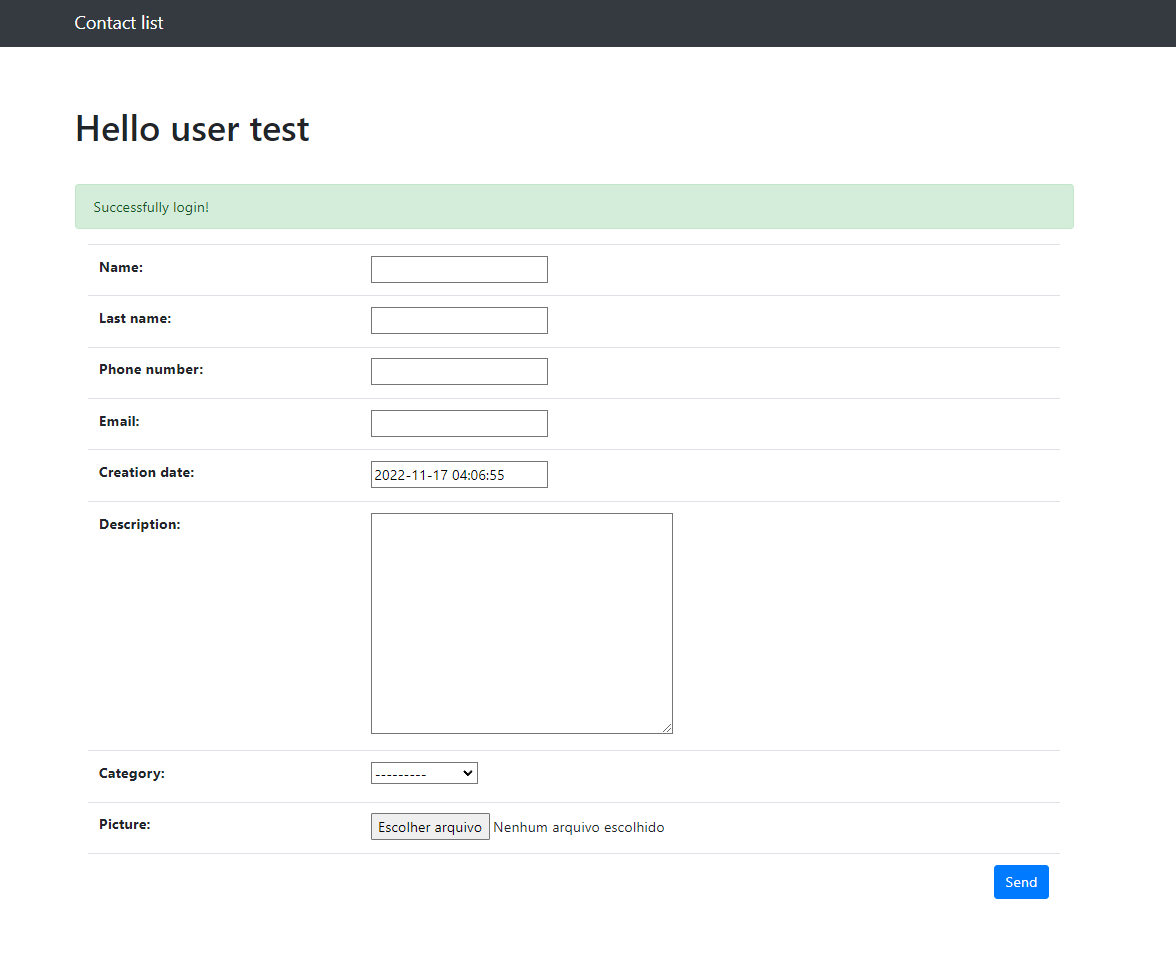 Contact list
Hello user test
Successfully login!
Name:
Last name:
Phone number:
Email:
Creation date: 2022-11-17 04:06:55
Description:
Category: ---------
Picture: Escolher arquivo Nenhum arquivo escolhido
Send